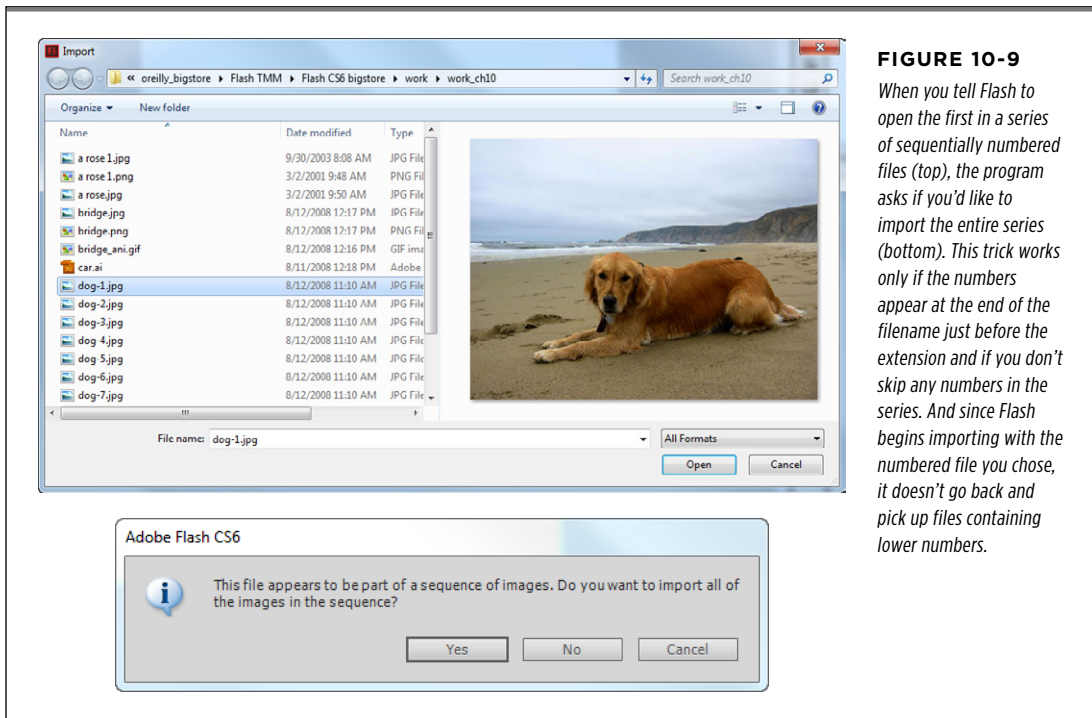 Import
« oreilly_bigstore ▸ Flash TMM ▸ Flash CS6 bigstore ▸ work ▸ work_ch10
Search work_ch10
Organize
New folder
Name
Date modified
Type
a rose 1.jpg 9/30/2003 8:08 AM JPG File
a rose 1.png 3/2/2001 9:48 AM PNG Fil
a rose.jpg 3/2/2001 9:50 AM JPG File
bridge.jpg 8/12/2008 12:17 PM JPG File
bridge.png 8/12/2008 12:17 PM PNG Fil
bridge_ani.gif 8/12/2008 12:16 PM GIF ima
car.ai 8/11/2008 12:18 PM Adobe
dog-1.jpg 8/12/2008 11:10 AM JPG File
dog-2.jpg 8/12/2008 11:10 AM JPG File
dog-3.jpg 8/12/2008 11:10 AM JPG File
dog-4.jpg 8/12/2008 11:10 AM JPG File
dog-5.jpg 8/12/2008 11:10 AM JPG File
dog-6.jpg 8/12/2008 11:10 AM JPG File
dog-7.jpg 8/12/2008 11:10 AM JPG File
File name: dog-1.jpg
All Formats
Open
Cancel
Adobe Flash CS6
This file appears to be part of a sequence of images. Do you want to import all of
the images in the sequence?
Yes
No
Cancel
FIGURE 10-9
When you tell Flash to
open the first in a series
of sequentially numbered
files (top), the program
asks if you’d like to
import the entire series
(bottom). This trick works
only if the numbers
appear at the end of the
filename just before the
extension and if you don’t
skip any numbers in the
series. And since Flash
begins importing with the
numbered file you chose,
it doesn’t go back and
pick up files containing
lower numbers.